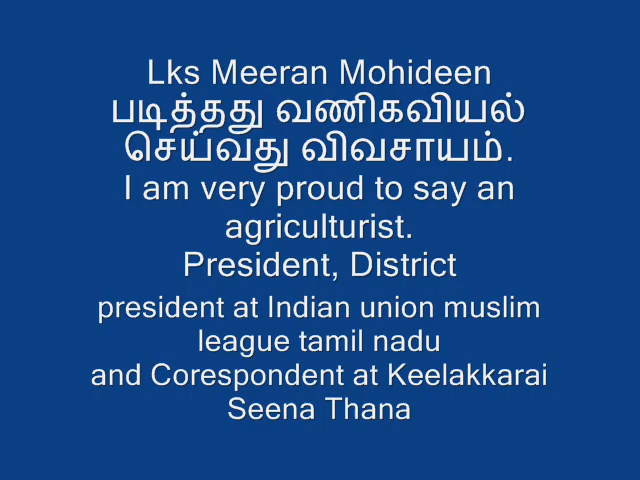 Lks Meeran Mohideen
படித்தது வணிகவியல்
செய்வது விவசாயம்.
I am very proud to say an
agriculturist.
President, District
president at Indian union muslim
league tamil nadu
and Corespondent at Keelakkarai
Seena Thana